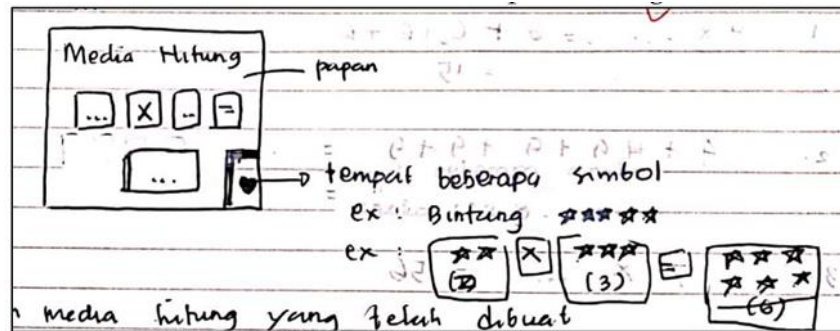 Media Hitung
papan
... X .. =
...
tempat beberapa simbol
ex : Bintang ☆☆☆☆☆
ex : ☆☆ X ☆☆☆ = ☆☆☆
☆☆☆
(2) (3) (6)
media hitung yang telah dibuat